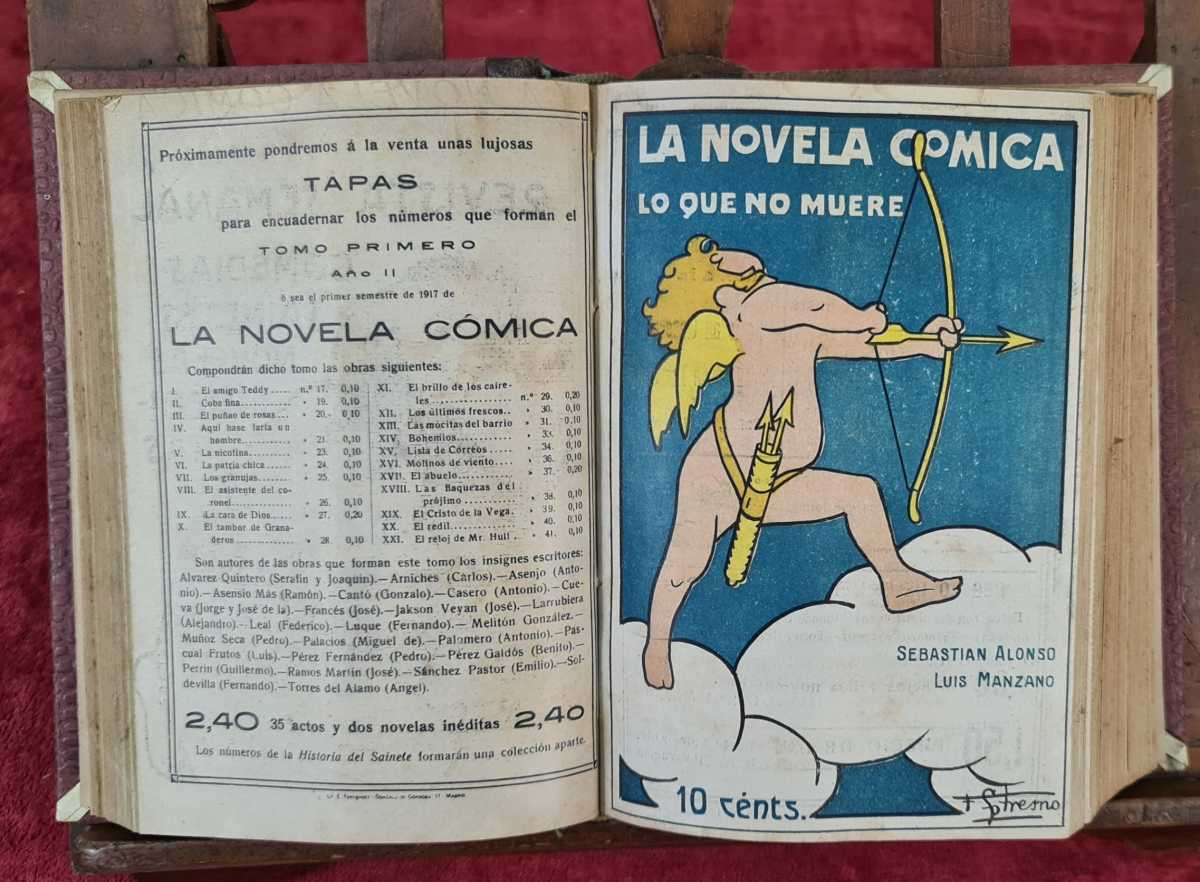 Próximamente pondremos á la venta unas lujosas
TAPAS
para encuadernar los números que forman el
TOMO PRIMERO
Año II
ó sea el primer semestre de 1917 de
LA NOVELA CÓMICA
Compondrán dicho tomo las obras siguientes:
I. El amigo Teddy..... n.º 17. 0,10
II. Coba fina.......... » 19. 0,10
III. El puñao de rosas... » 20. 0,10
IV. Aquí hase farta un
hombre............ » 21. 0,10
V. La nicotina......... » 23. 0,10
VI. La patria chica...... » 24. 0,10
VII. Los granujas....... » 25. 0,10
VIII. El asistente del co-
ronel.............. » 26. 0,10
IX. La cara de Dios.... » 27. 0,20
X. El tambor de Grana-
deros.............. » 28. 0,10
XI. El brillo de los caire-
les................ n.º 29. 0,20
XII. Los últimos frescos.. » 30. 0,10
XIII. Las mocitas del barrio » 31. 0,10
XIV. Bohemios........... » 33. 0,10
XV. Lista de Correos.... » 34. 0,10
XVI. Molinos de viento.... » 36. 0,10
XVII. El abuelo........... » 37. 0,20
XVIII. Las flaquezas del
prójimo........... » 38. 0,10
XIX. El Cristo de la Vega. » 39. 0,10
XX. El redil............. » 40. 0,10
XXI. El reloj de Mr. Hull. » 41. 0,10
Son autores de las obras que forman este tomo los insignes escritores:
Alvarez Quintero (Serafín y Joaquín).—Arniches (Carlos).—Asenjo (Anto-
nio).—Asensio Más (Ramón).—Cantó (Gonzalo).—Casero (Antonio).—Cue-
va (Jorge y José de la).—Francés (José).—Jakson Veyan (José).—Larrubiera
(Alejandro).—Leal (Federico).—Luque (Fernando).—Melitón González.—
Muñoz Seca (Pedro).—Palacios (Miguel de).—Palomero (Antonio).—Pas-
cual Frutos (Luis).—Pérez Fernández (Pedro).—Pérez Galdós (Benito).—
Perrín (Guillermo).—Ramos Martín (José).—Sánchez Pastor (Emilio).—Sol-
devilla (Fernando).—Torres del Alamo (Angel).
2,40 35 actos y dos novelas inéditas 2,40
Los números de la Historia del Sainete formarán una colección aparte.
LA NOVELA COMICA
LO QUE NO MUERE
SEBASTIAN ALONSO
LUIS MANZANO
10 cénts.